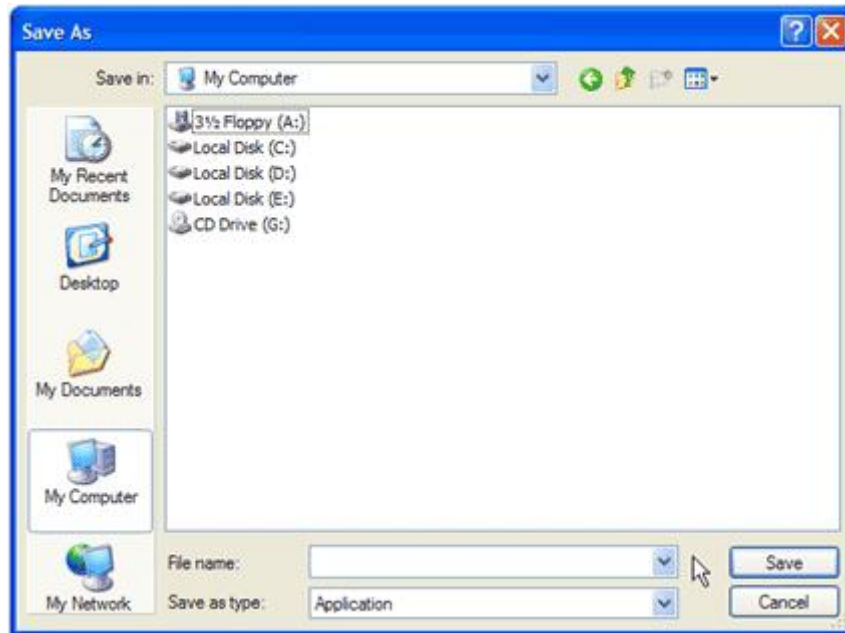 Save As
Save in:
My Computer
3½ Floppy (A:)
Local Disk (C:)
Local Disk (D:)
Local Disk (E:)
CD Drive (G:)
My Recent
Documents
Desktop
My Documents
My Computer
My Network
File name:
Save
Save as type:
Application
Cancel